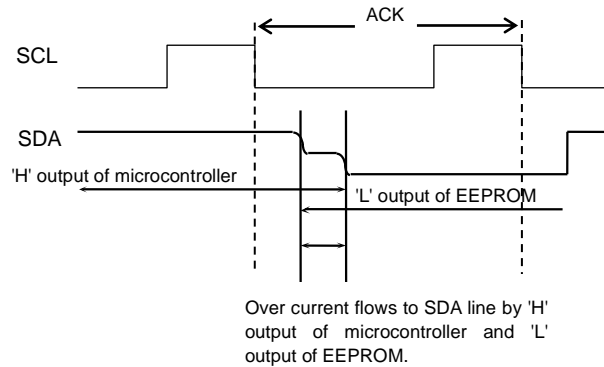 ACK
SCL
SDA
'H' output of microcontroller
'L' output of EEPROM
Over current flows to SDA line by 'H'
output of microcontroller and 'L'
output of EEPROM.